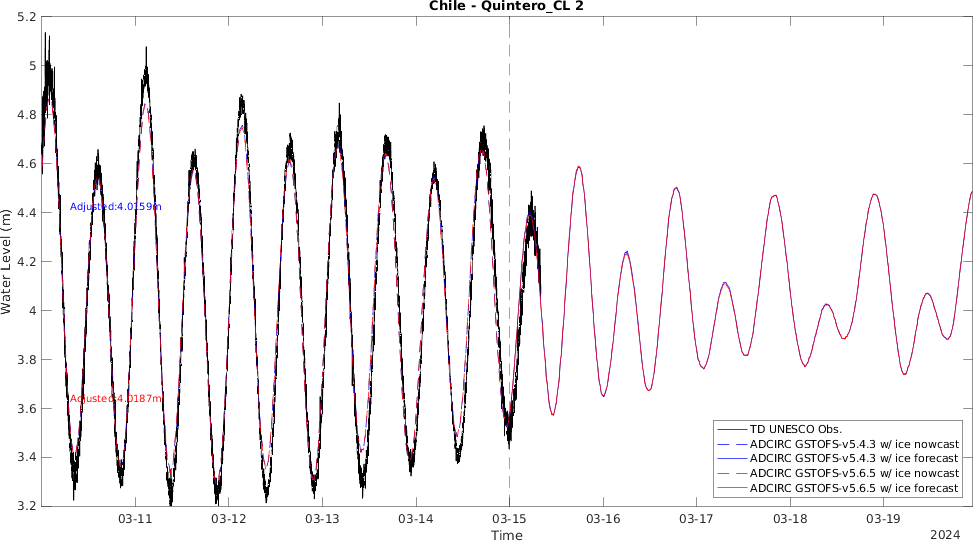 Chile - Quintero_CL 2
5.2
5
4.8
4.6
4.4
4.2
4
3.8
3.6
3.4
3.2
Water Level (m)
Adjusted:4.0159m
Adjusted:4.0187m
TD UNESCO Obs.
ADCIRC GSTOFS-v5.4.3 w/ ice nowcast
ADCIRC GSTOFS-v5.4.3 w/ ice forecast
ADCIRC GSTOFS-v5.6.5 w/ ice nowcast
ADCIRC GSTOFS-v5.6.5 w/ ice forecast
03-11 03-12 03-13 03-14 03-15 03-16 03-17 03-18 03-19
Time
2024